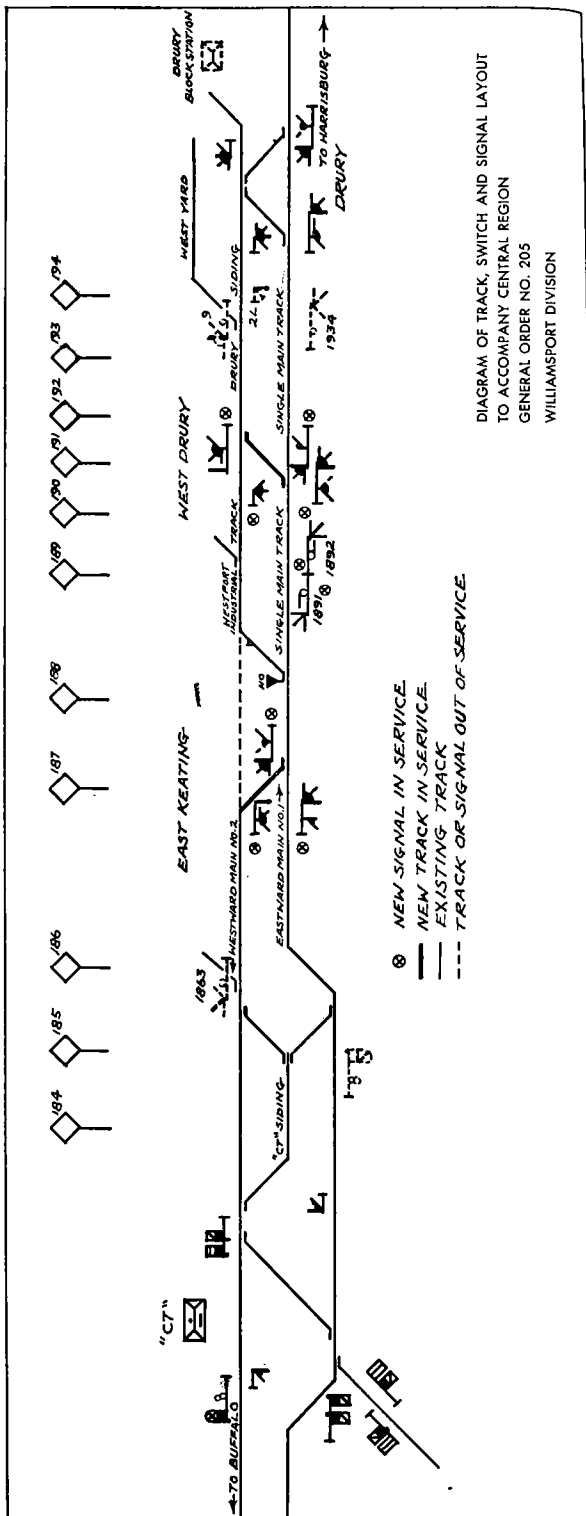 184
185
186
187
188
189
190
191
192
193
194
"CT"
EAST KEATING
WEST DRURY
WEST YARD
DRURY
BLOCK STATION
←TO BUFFALO
1863
WESTWARD MAIN NO.2
WESTPORT
INDUSTRIAL TRACK
DRURY SIDING
9
2L
"CT" SIDING
EASTWARD MAIN NO.1→
NO
SINGLE MAIN TRACK
SINGLE MAIN TRACK
1891
1892
1934
TO HARRISBURG →
DRURY
⊗ NEW SIGNAL IN SERVICE
NEW TRACK IN SERVICE
EXISTING TRACK
TRACK OR SIGNAL OUT OF SERVICE
DIAGRAM OF TRACK, SWITCH AND SIGNAL LAYOUT
TO ACCOMPANY CENTRAL REGION
GENERAL ORDER NO. 205
WILLIAMSPORT DIVISION